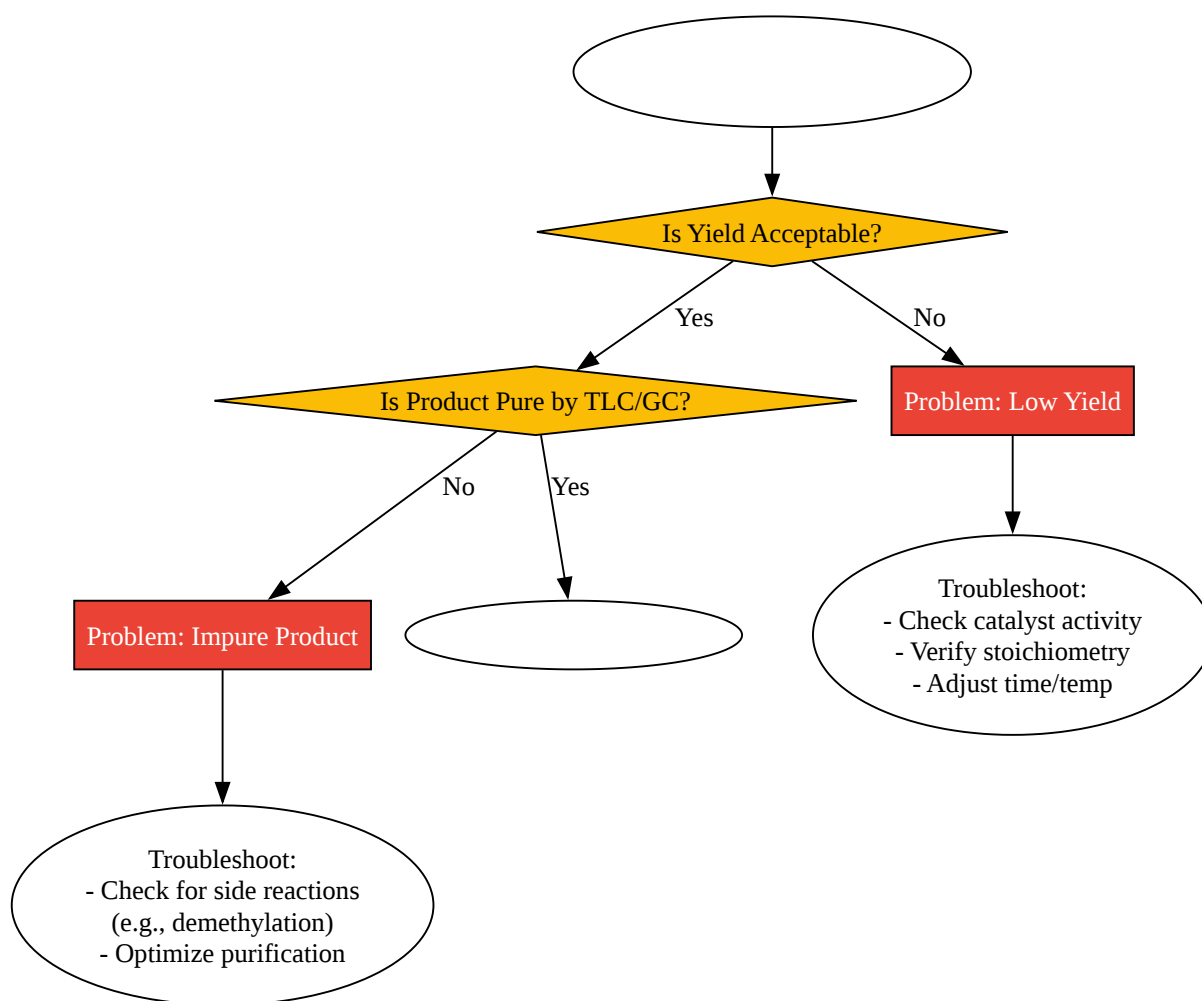 Is Yield Acceptable?
Yes
No
Is Product Pure by TLC/GC?
Problem: Low Yield
No
Yes
Problem: Impure Product
Troubleshoot:
- Check catalyst activity
- Verify stoichiometry
- Adjust time/temp
Troubleshoot:
- Check for side reactions
(e.g., demethylation)
- Optimize purification